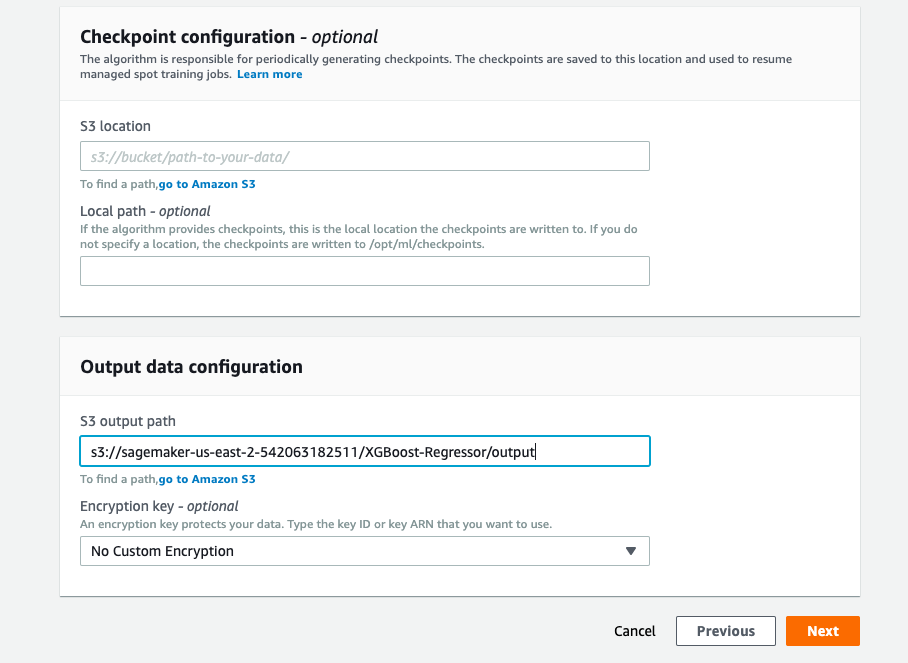 Checkpoint configuration - optional
The algorithm is responsible for periodically generating checkpoints. The checkpoints are saved to this location and used to resume
managed spot training jobs. Learn more
S3 location
s3://bucket/path-to-your-data/
To find a path,go to Amazon S3
Local path - optional
If the algorithm provides checkpoints, this is the local location the checkpoints are written to. If you do
not specify a location, the checkpoints are written to /opt/ml/checkpoints.
Output data configuration
S3 output path
s3://sagemaker-us-east-2-542063182511/XGBoost-Regressor/output
To find a path,go to Amazon S3
Encryption key - optional
An encryption key protects your data. Type the key ID or key ARN that you want to use.
No Custom Encryption
Cancel Previous Next